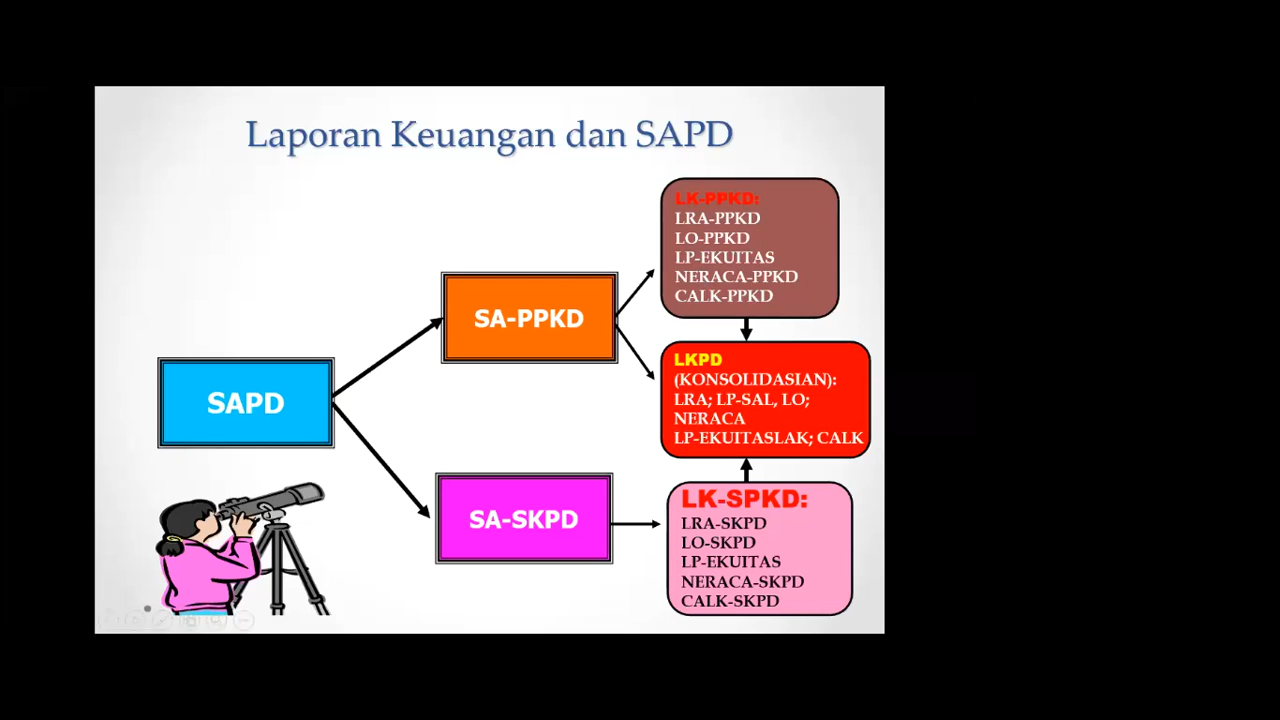 Laporan Keuangan dan SAPD
LK-PPKD:
LRA-PPKD
LO-PPKD
LP-EKUITAS
NERACA-PPKD
CALK-PPKD
SA-PPKD
LKPD
(KONSOLIDASIAN):
LRA; LP-SAL, LO;
NERACA
LP-EKUITASLAK; CALK
SAPD
SA-SKPD
LK-SPKD:
LRA-SKPD
LO-SKPD
LP-EKUITAS
NERACA-SKPD
CALK-SKPD